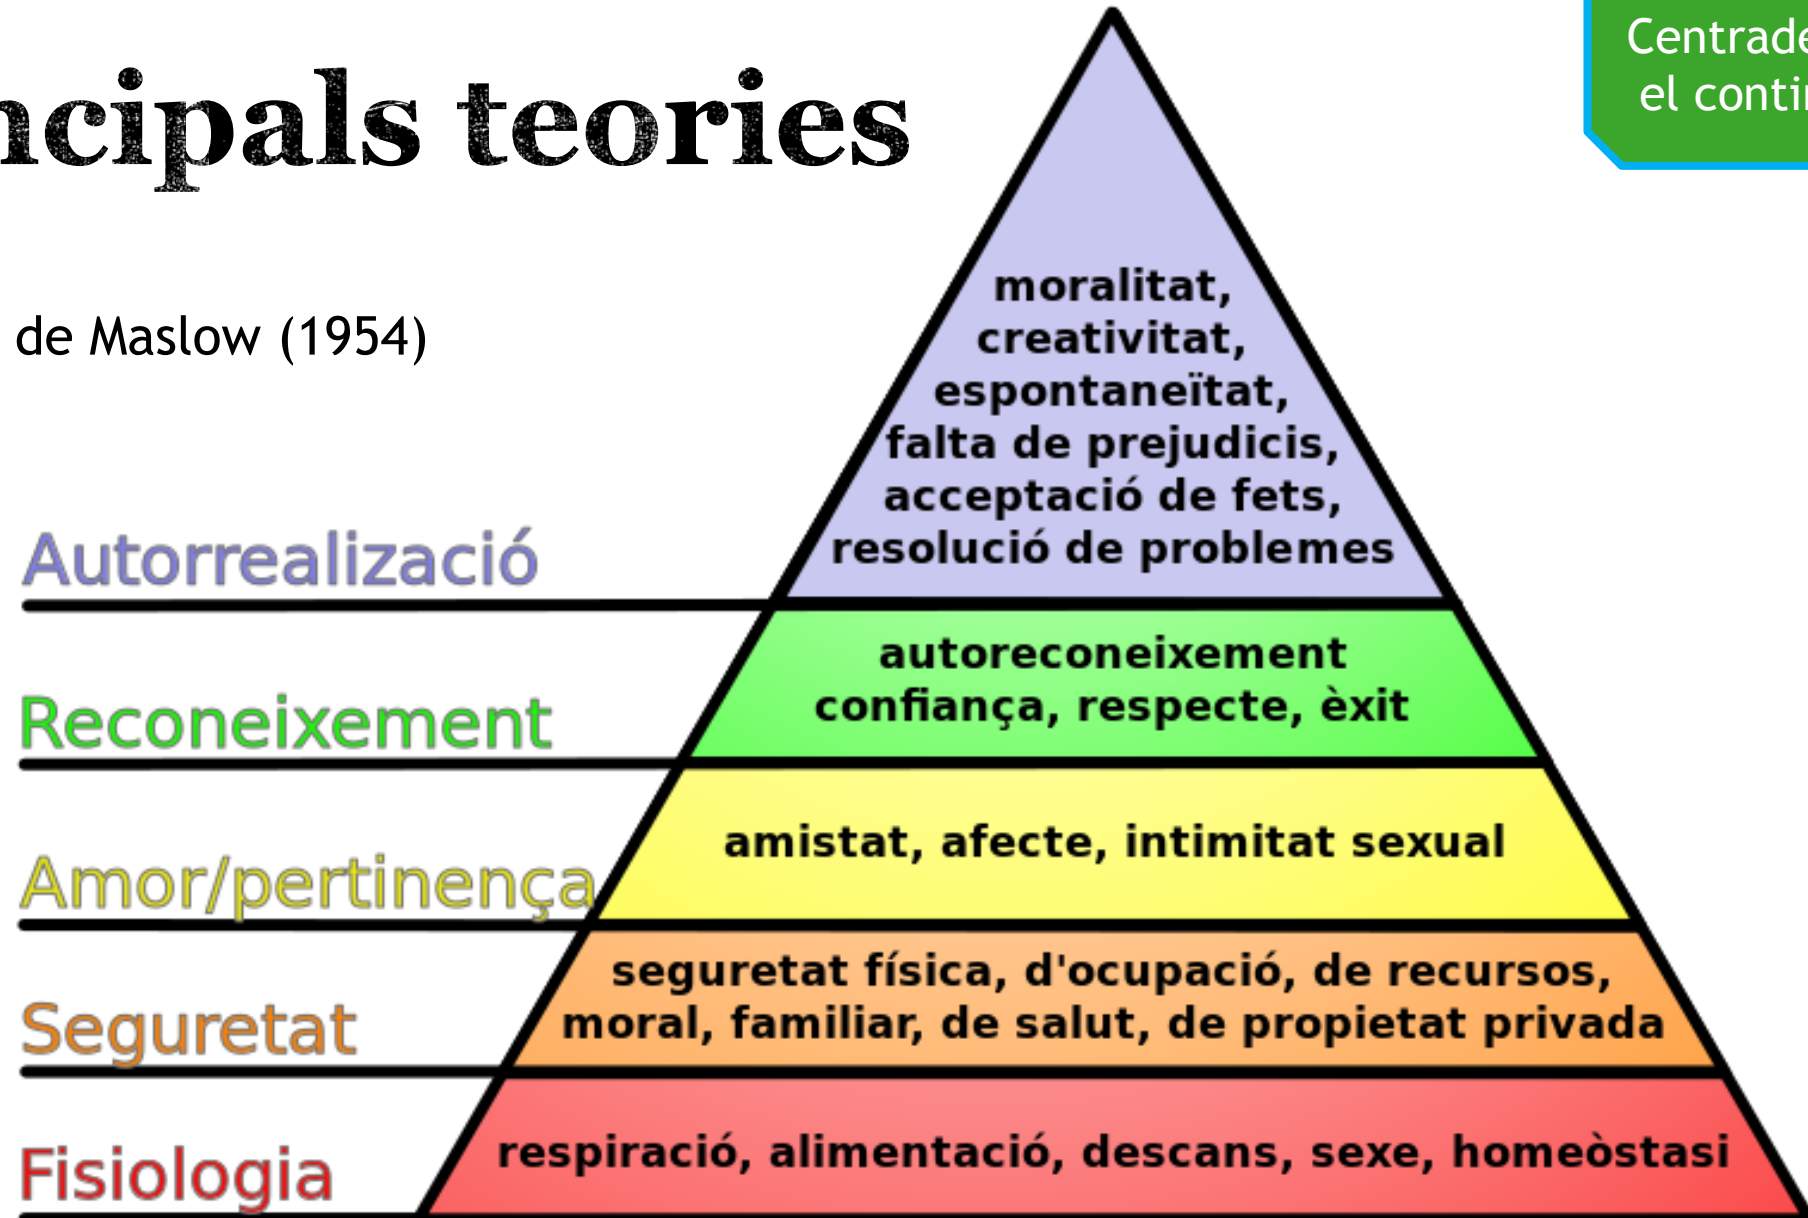 ncipals teories
Centrade
el contin
de Maslow (1954)
moralitat,
creativitat,
espontaneïtat,
falta de prejudicis,
acceptació de fets,
resolució de problemes
Autorrealizació
autoreconeixement
confiança, respecte, èxit
Reconeixement
amistat, afecte, intimitat sexual
Amor/pertinença
seguretat física, d'ocupació, de recursos,
moral, familiar, de salut, de propietat privada
Seguretat
respiració, alimentació, descans, sexe, homeòstasi
Fisiologia